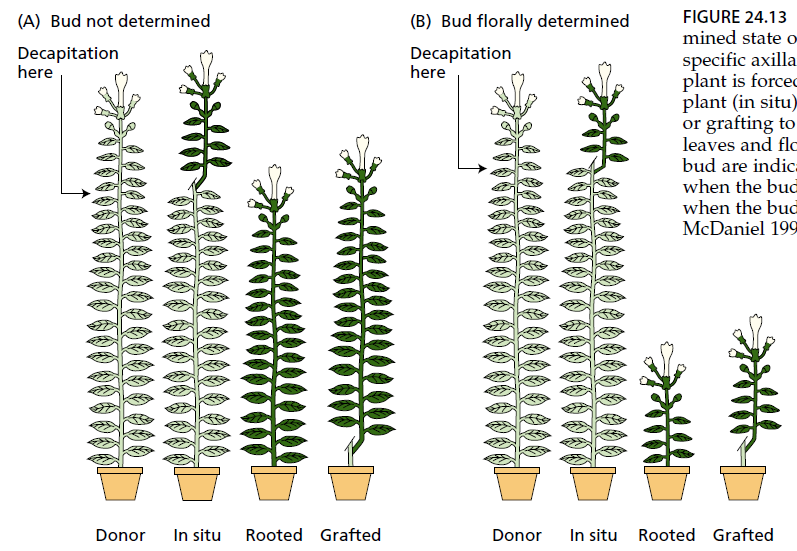 (A) Bud not determined
Decapitation
here
Donor
In situ
Rooted
Grafted
(B) Bud florally determined
Decapitation
here
Donor
In situ
Rooted
Grafted
FIGURE 24.13
mined state o
specific axilla
plant is forced
plant (in situ)
or grafting to
leaves and flo
bud are indica
when the bud
when the bud
McDaniel 199